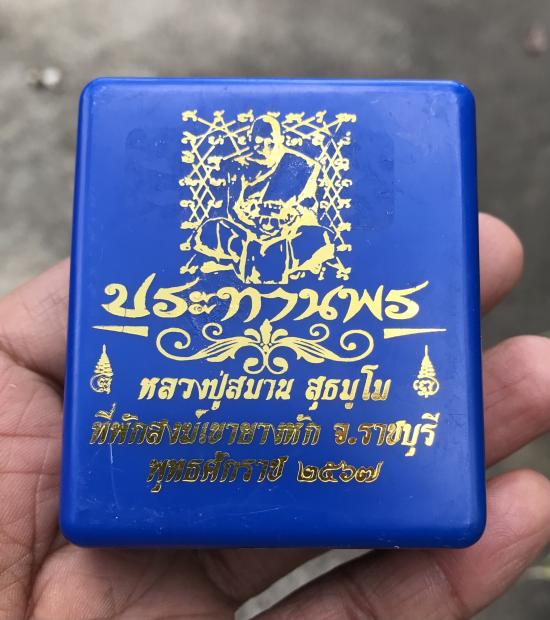 ประทานพร
หลวงปู่สมาน สุธมฺโม
ที่พักสงฆ์เขายางหัก จ.ราชบุรี
พุทธศักราช ๒๕๖๗